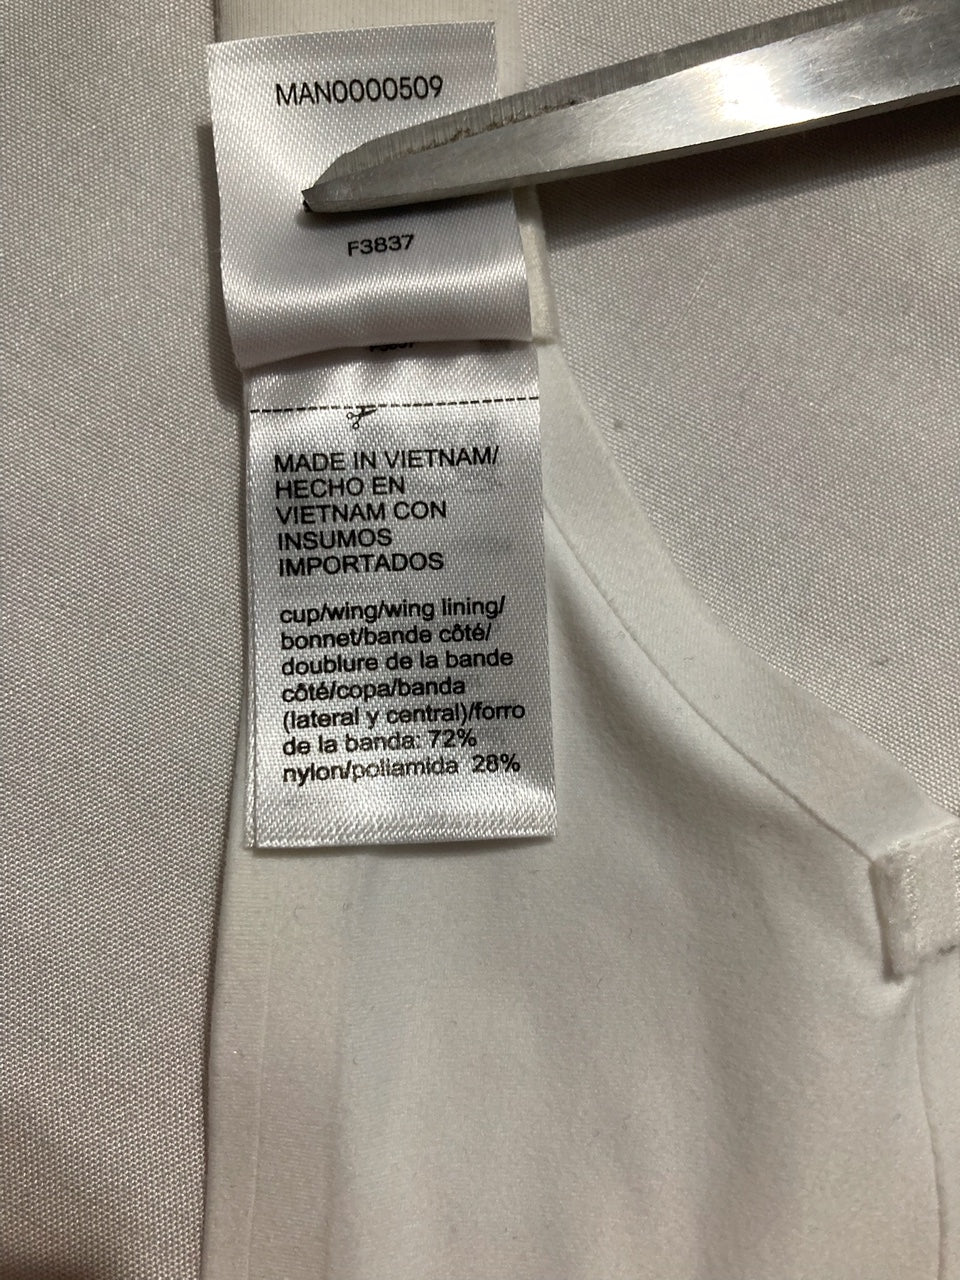 MAN0000509
F3837
MADE IN VIETNAM/
HECHO EN
VIETNAM CON
INSUMOS
IMPORTADOS
cup/wing/wing lining/
bonnet/bande côté/
doublure de la bande
côté/copa/banda
(lateral y central)/forro
de la banda: 72%
nylon/poliamida 28%